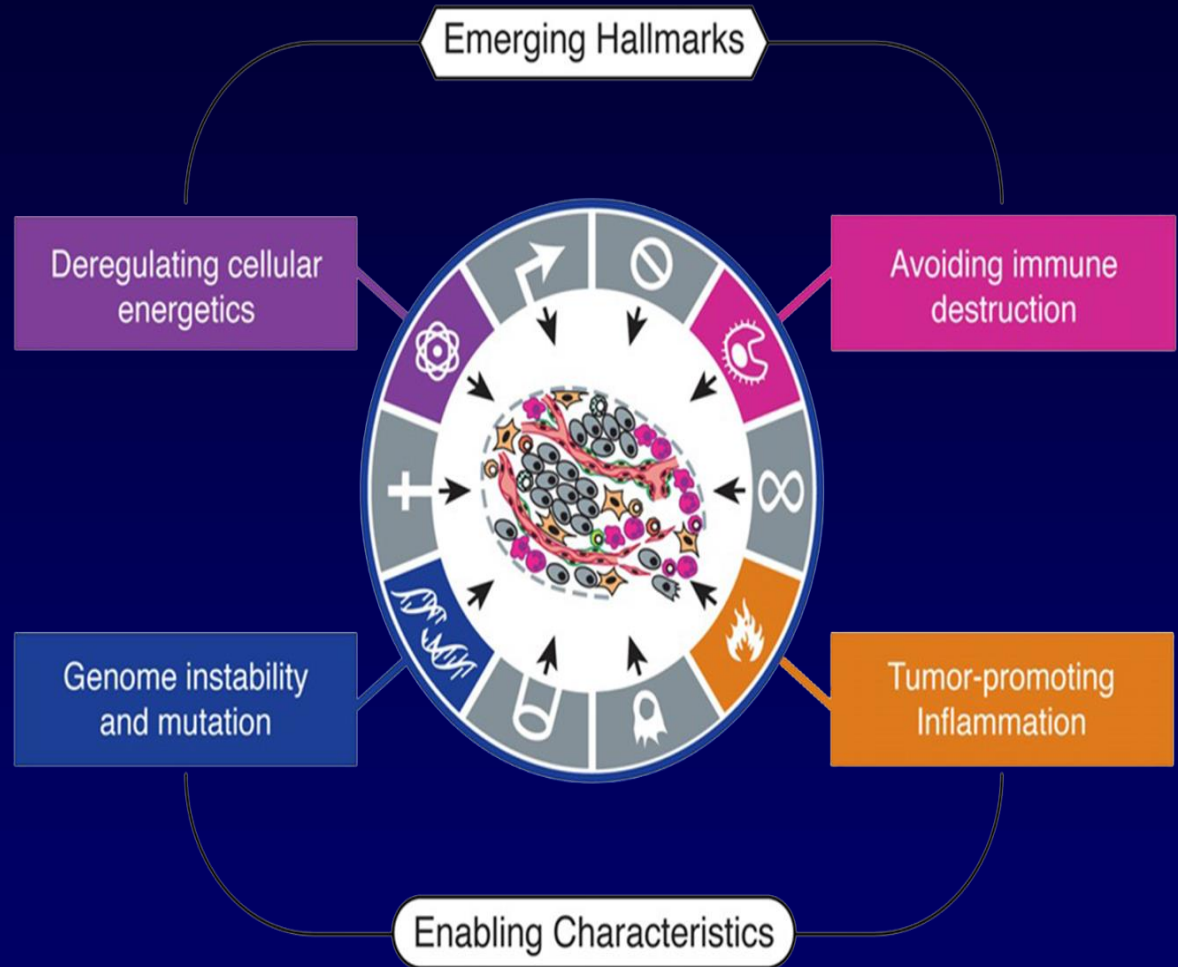 Emerging Hallmarks
Deregulating cellular
energetics
Avoiding immune
destruction
Genome instability
and mutation
Tumor-promoting
Inflammation
Enabling Characteristics